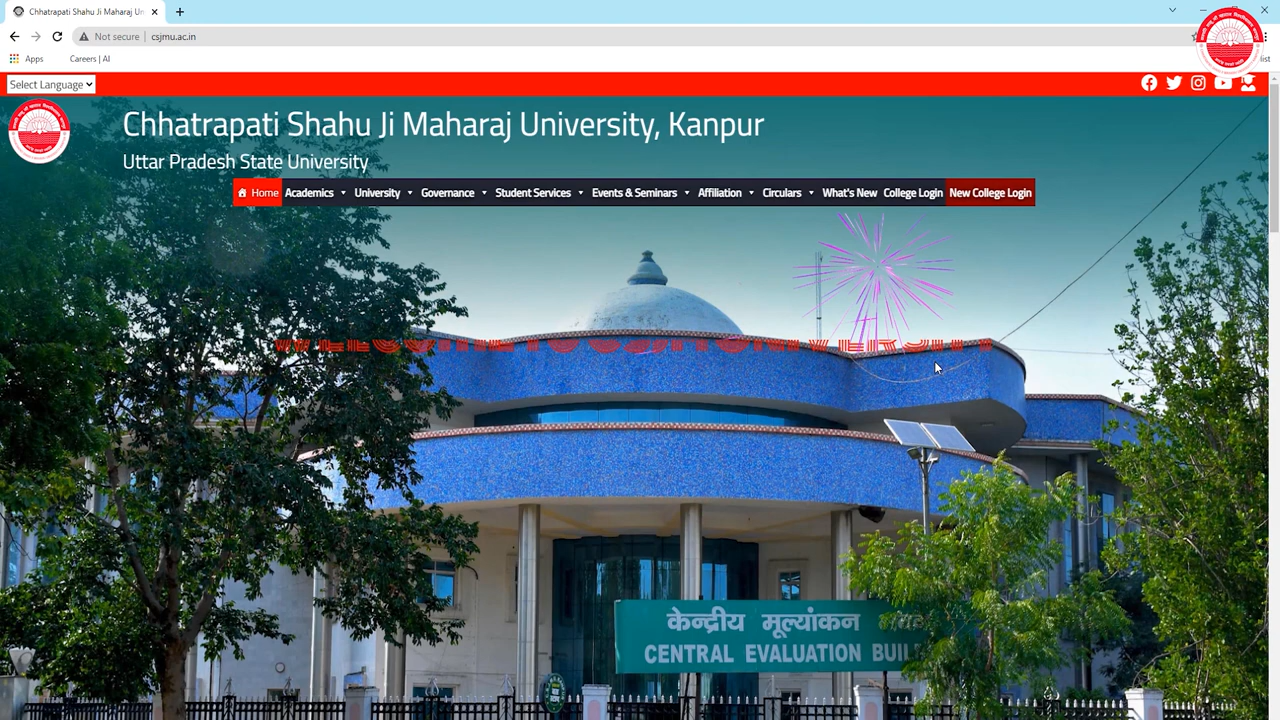 Chhatrapati Shahu Ji Maharaj Un
Not secure
csjmu.ac.in
Apps
Careers | AI
list
Select Language
Chhatrapati Shahu Ji Maharaj University, Kanpur
Uttar Pradesh State University
Home Academics University Governance Student Services Events & Seminars Affiliation Circulars What's New College Login New College Login
केन्द्रीय मूल्यांकन
CENTRAL EVALUATION BUIL